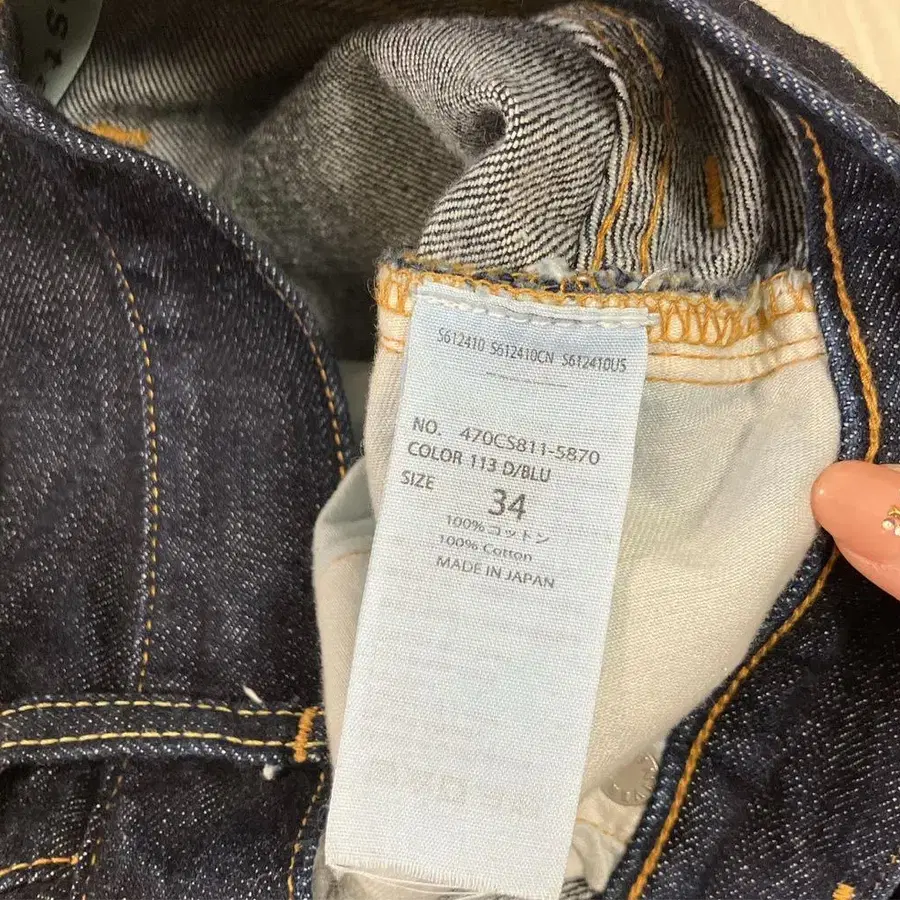 S612410 S612410CN S612410US
NO. 470CS811-5870
COLOR 113 D/BLU
SIZE 34
100%コットン
100% Cotton
MADE IN JAPAN